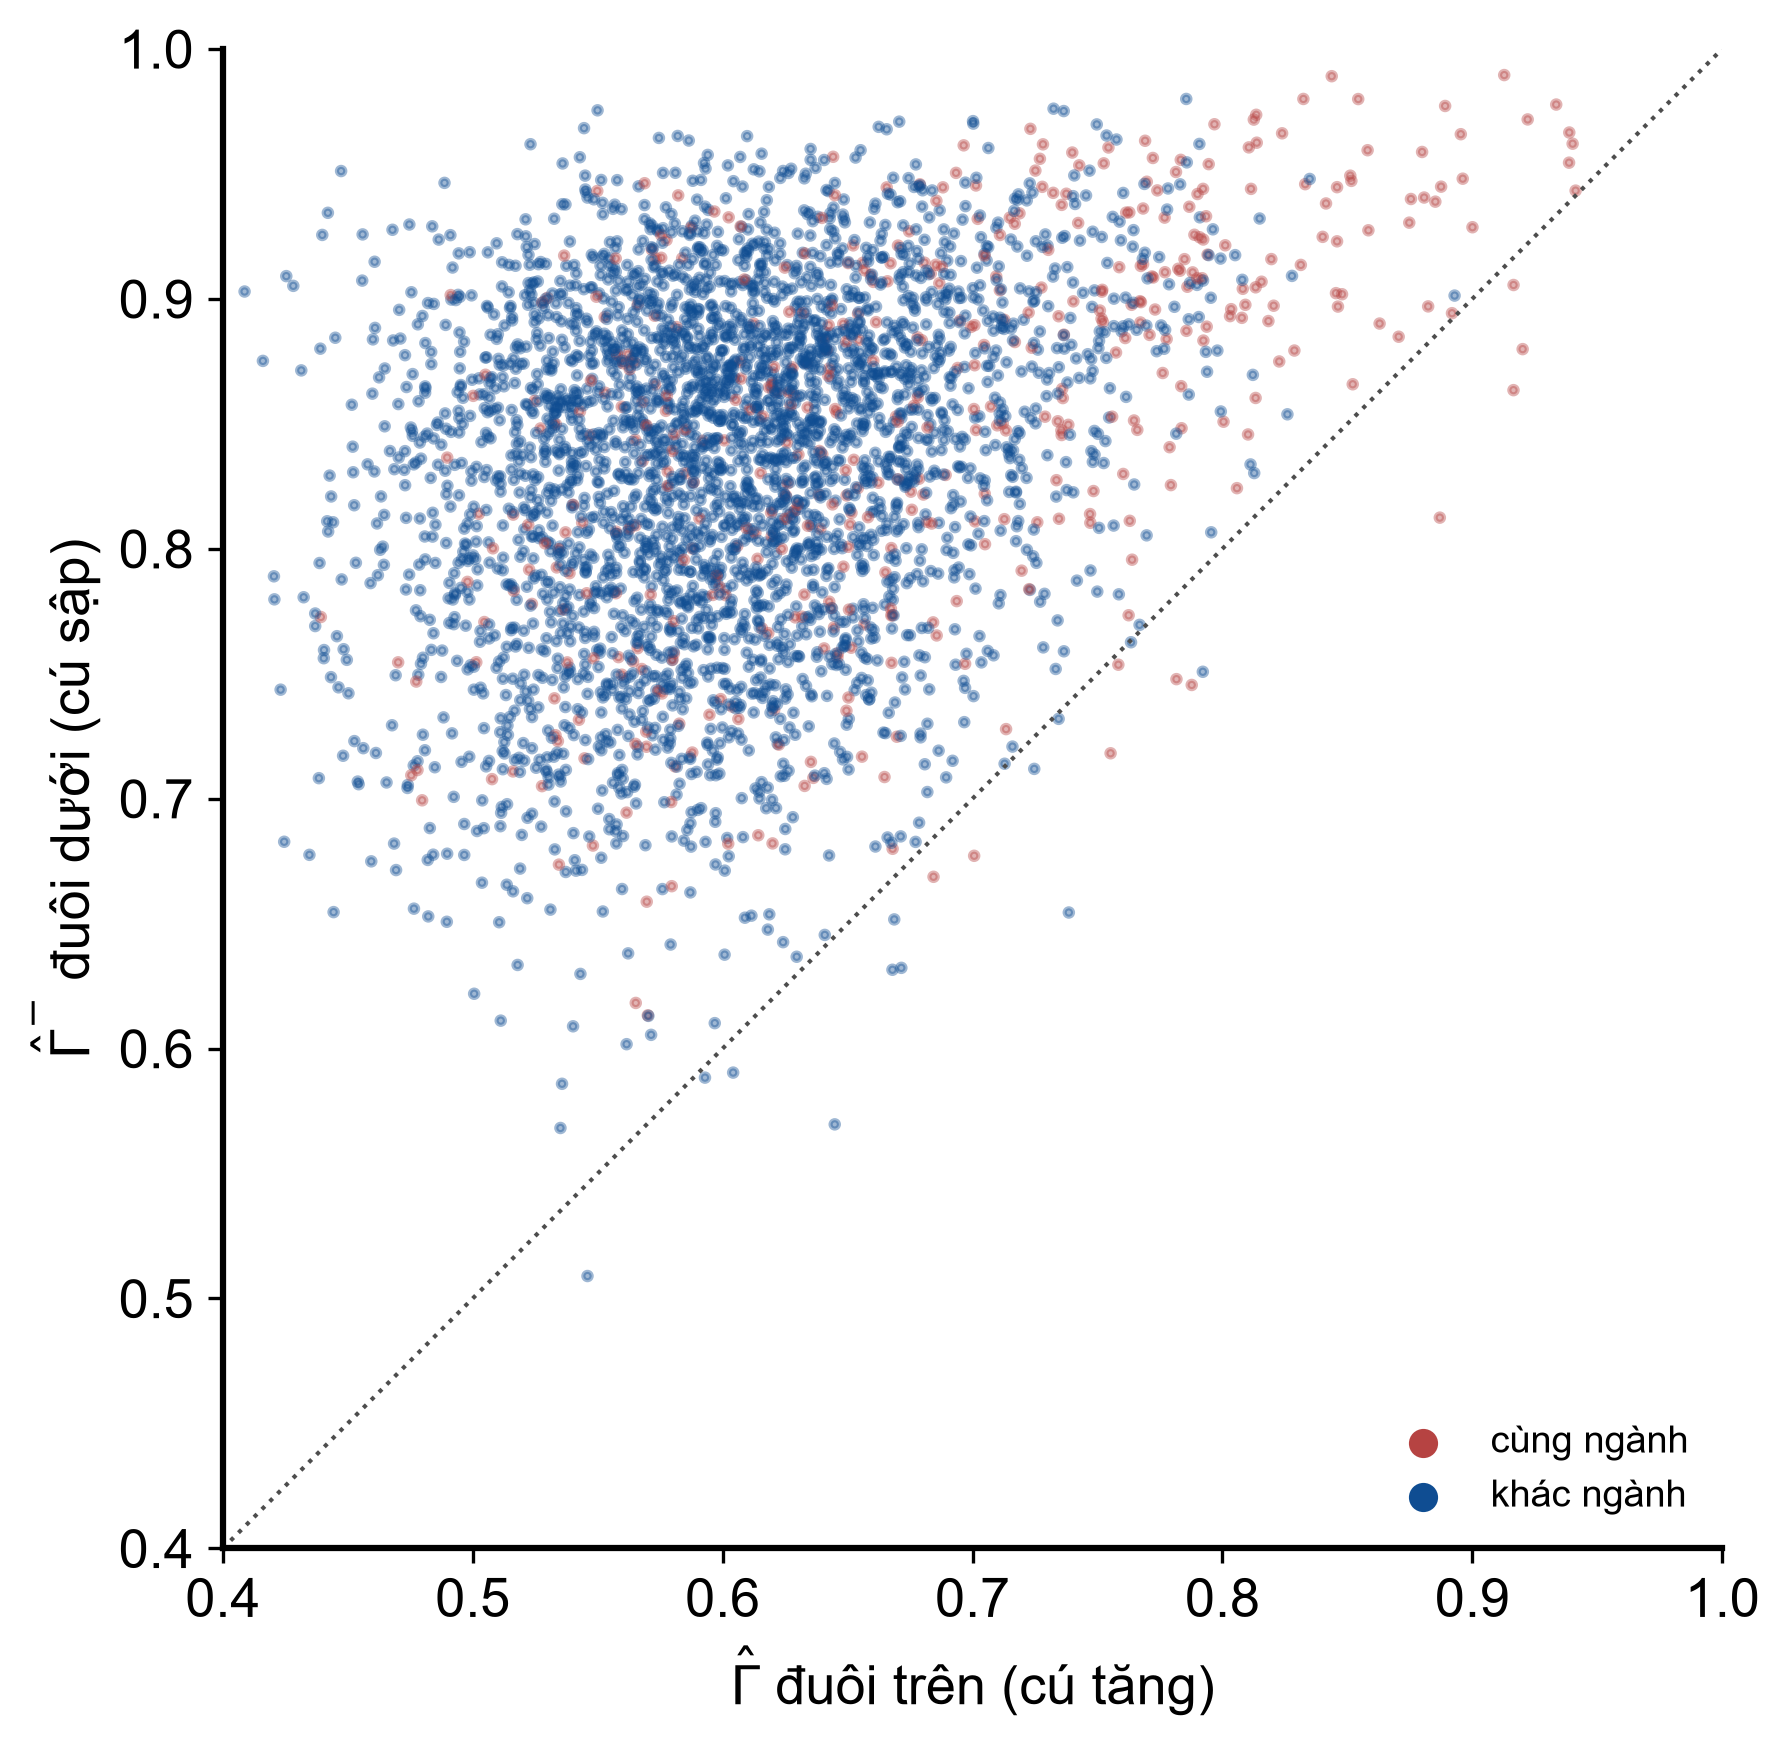 1.0
0.9
0.8
0.7
0.6
0.5
0.4
Γ̂⁻ đuôi dưới (cú sập)
cùng ngành
khác ngành
0.4 0.5 0.6 0.7 0.8 0.9 1.0
Γ̂ đuôi trên (cú tăng)